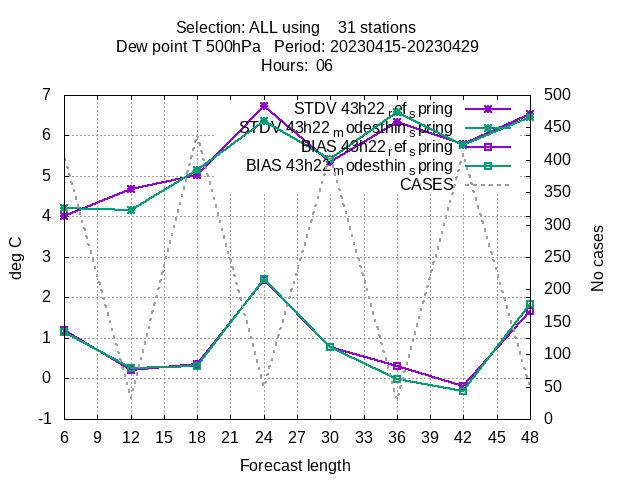 Selection: ALL using    31 stations
Dew point T 500hPa   Period: 20230415-20230429
Hours:  06
7
6
5
4
3
2
1
0
-1
deg C
500
450
400
350
300
250
200
150
100
50
0
No cases
STDV 43h22_ref_spring
STDV 43h22_modesthin_spring
BIAS 43h22_ref_spring
BIAS 43h22_modesthin_spring
CASES
6 9 12 15 18 21 24 27 30 33 36 39 42 45 48
Forecast length